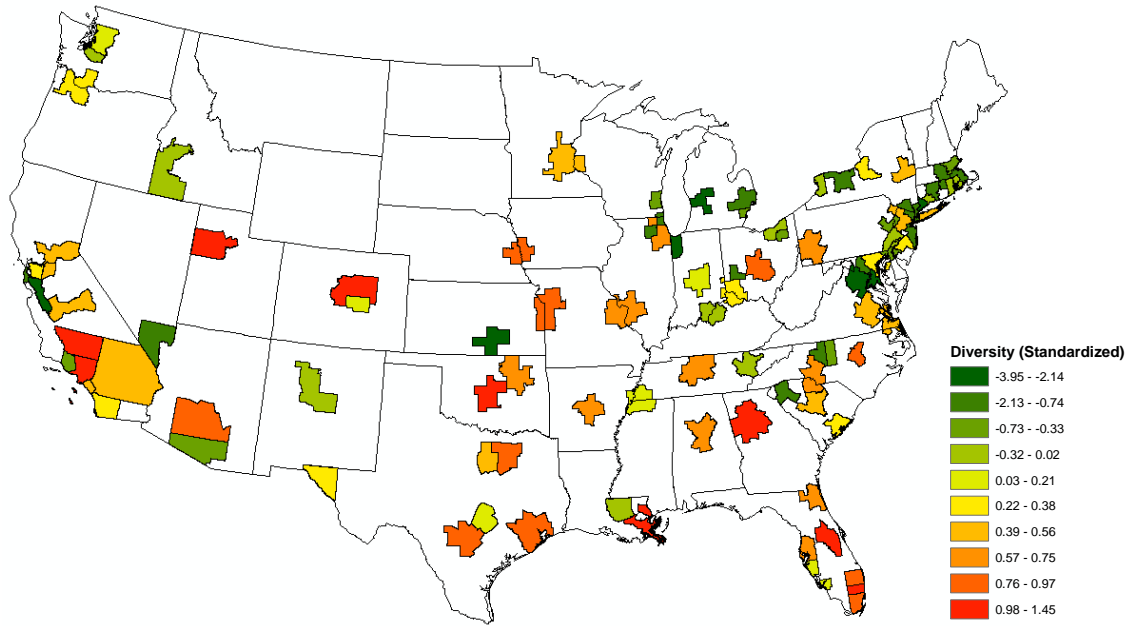 Diversity (Standardized)
-3.95 - -2.14
-2.13 - -0.74
-0.73 - -0.33
-0.32 - 0.02
0.03 - 0.21
0.22 - 0.38
0.39 - 0.56
0.57 - 0.75
0.76 - 0.97
0.98 - 1.45